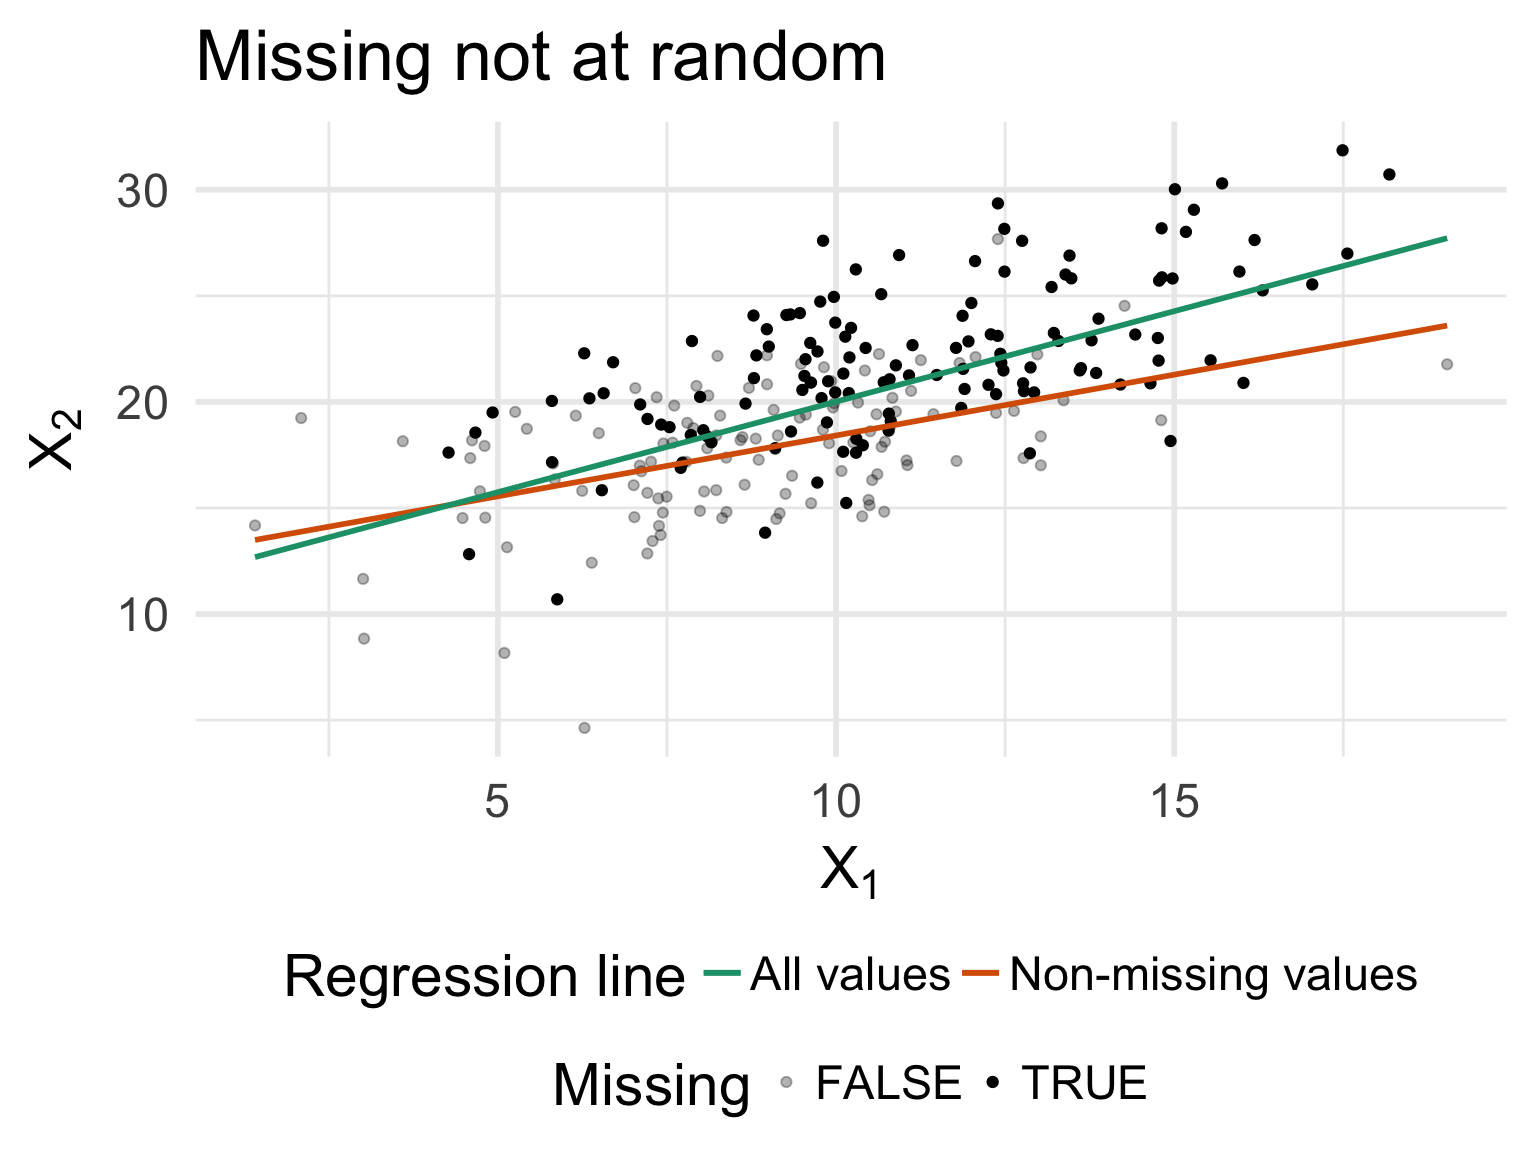 Missing not at random
30
20
10
X₂
5 10 15
X₁
Regression line All values Non-missing values
Missing FALSE TRUE